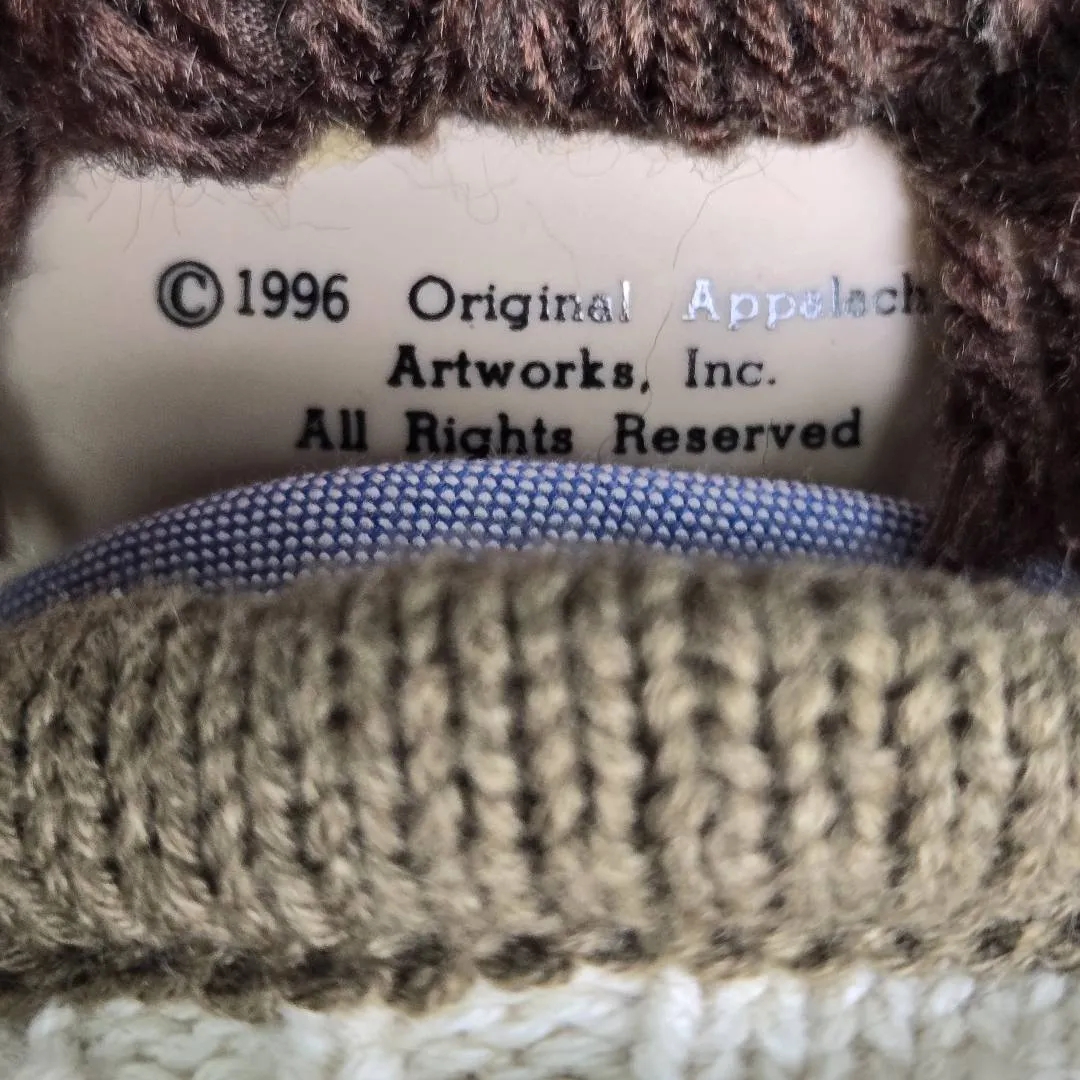 ©1996 Original Appalach
Artworks, Inc.
All Rights Reserved